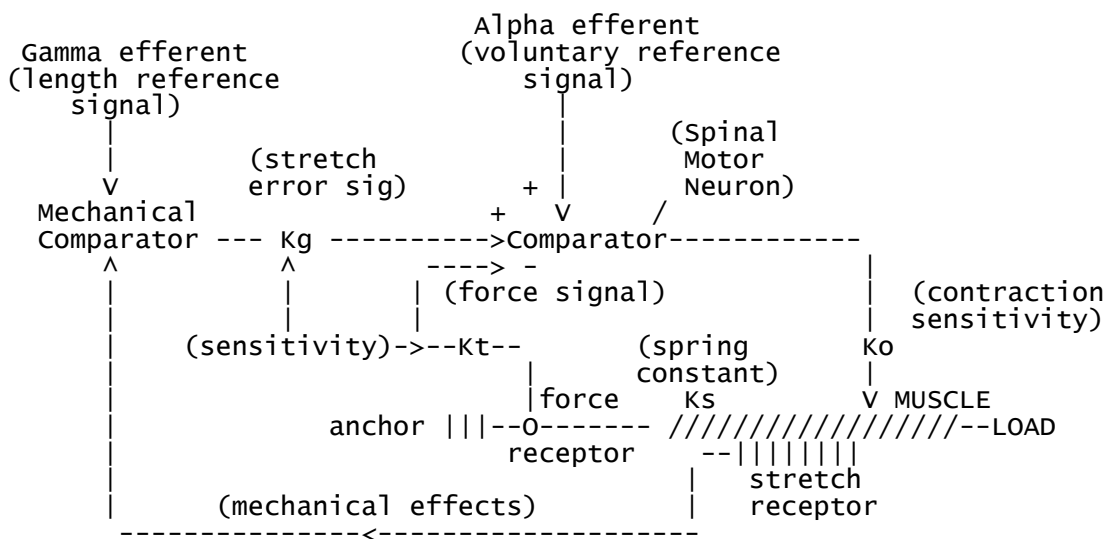 Alpha efferent
Gamma efferent (voluntary reference
(length reference signal)
signal) |
| | (Spinal
| (stretch | Motor
V error sig) + | Neuron)
Mechanical + V /
Comparator --- Kg ---------->Comparator------------
^ ^ ----> - |
| | | (force signal) | (contraction
| | | | sensitivity)
| (sensitivity)->--Kt-- (spring Ko
| | constant) |
| |force Ks V MUSCLE
| anchor |||--O------- //////////////////--LOAD
| receptor --||||||||
| | stretch
| (mechanical effects) | receptor
---------------<--------------------